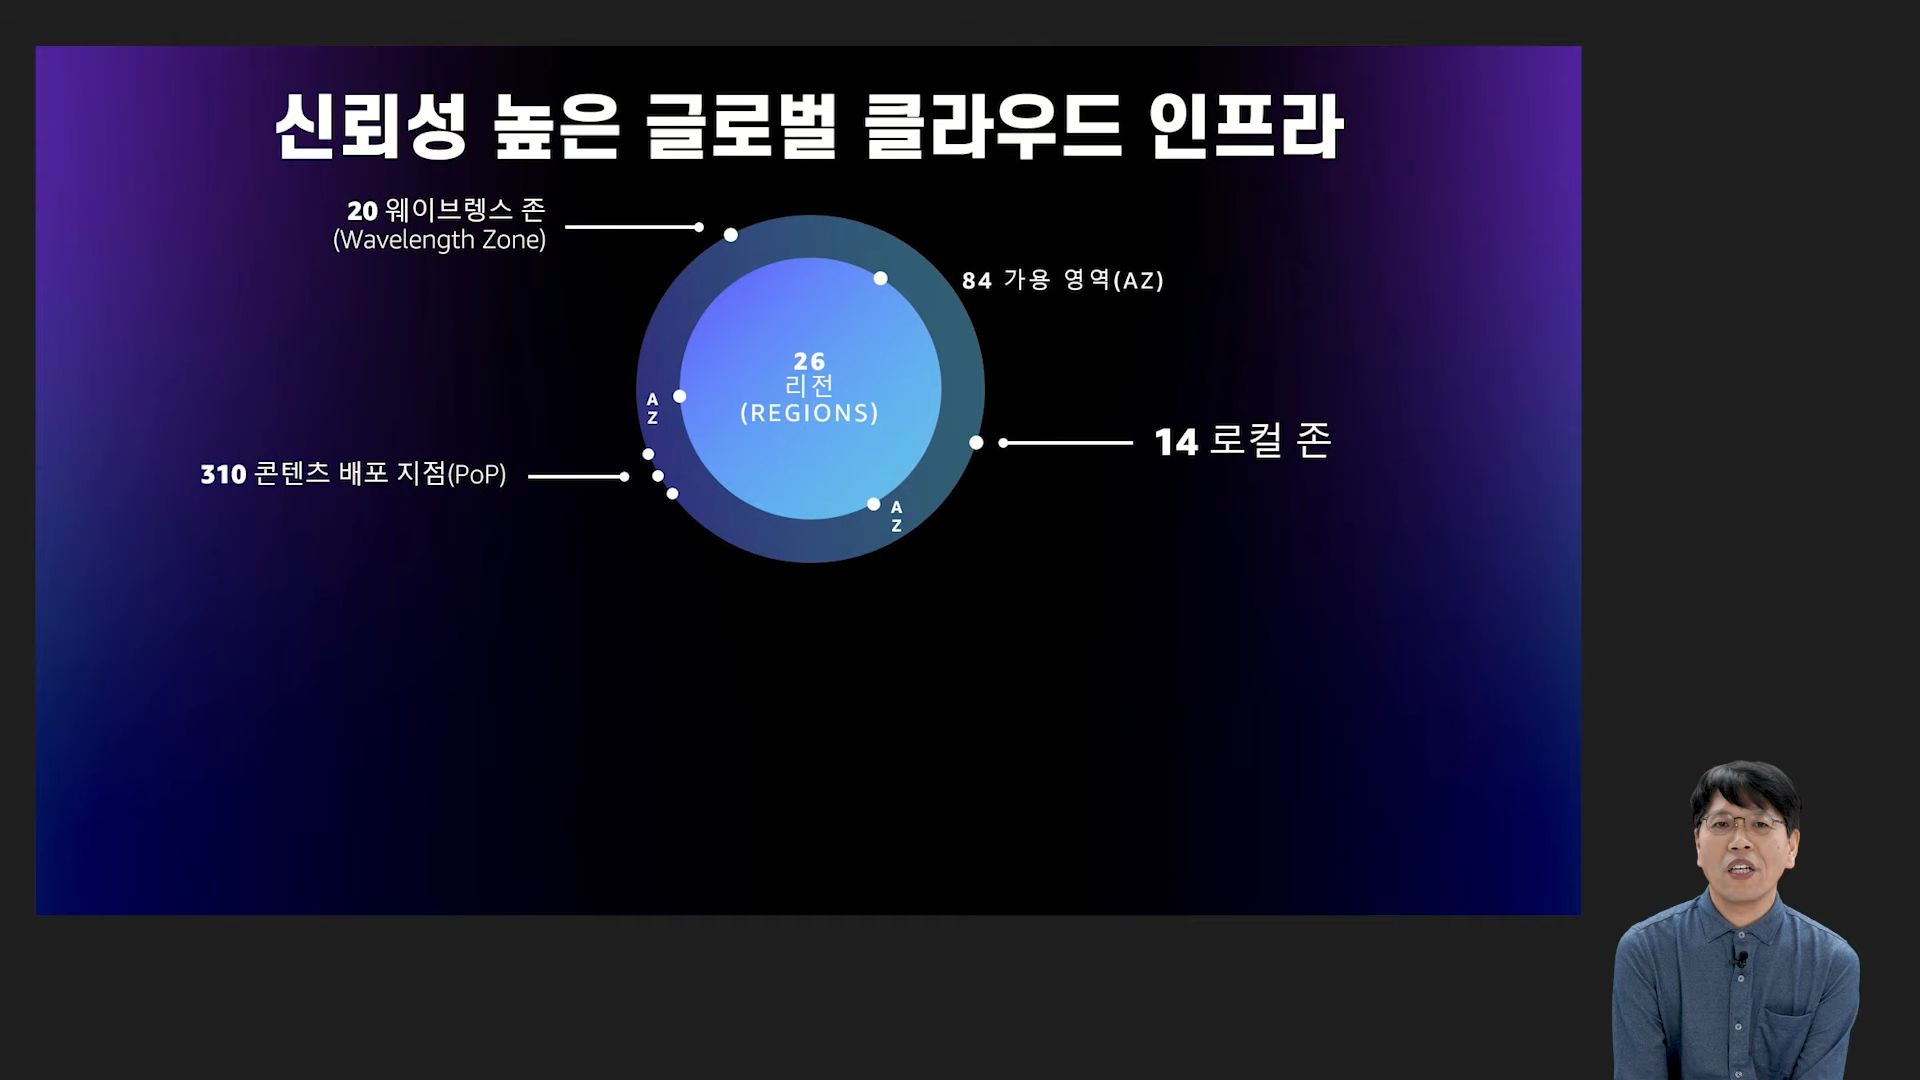 신뢰성 높은 글로벌 클라우드 인프라
20 웨이브렝스 존
(Wavelength Zone)
84 가용 영역(AZ)
26
리전
(REGIONS)
A
Z
14 로컬 존
310 콘텐츠 배포 지점(PoP)
A
Z